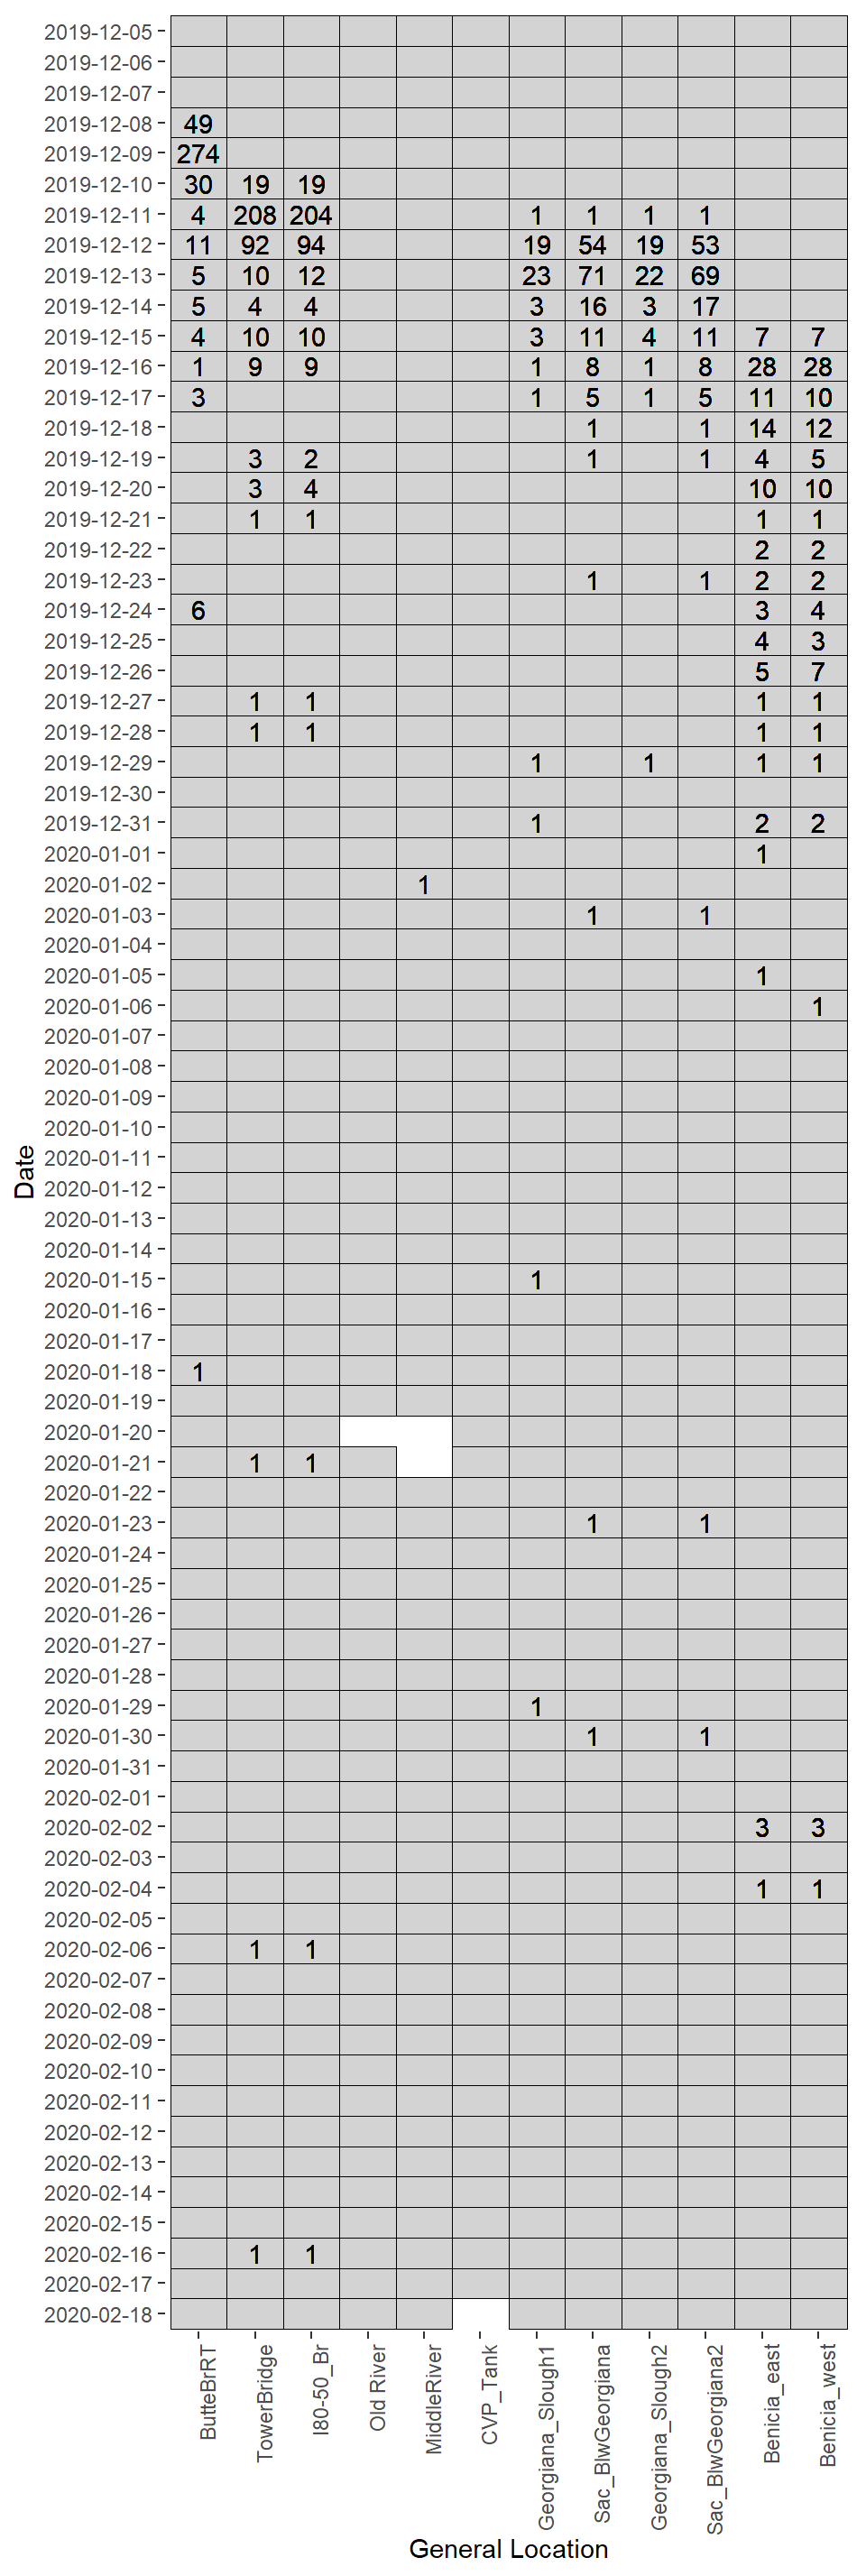 2019-12-05
2019-12-06
2019-12-07
2019-12-08 49
2019-12-09 274
2019-12-10 30 19 19
2019-12-11 4 208 204 1 1 1 1
2019-12-12 11 92 94 19 54 19 53
2019-12-13 5 10 12 23 71 22 69
2019-12-14 5 4 4 3 16 3 17
2019-12-15 4 10 10 3 11 4 11 7 7
2019-12-16 1 9 9 1 8 1 8 28 28
2019-12-17 3 1 5 1 5 11 10
2019-12-18 1 1 14 12
2019-12-19 3 2 1 1 4 5
2019-12-20 3 4 10 10
2019-12-21 1 1 1 1
2019-12-22 2 2
2019-12-23 1 1 2 2
2019-12-24 6 3 4
2019-12-25 4 3
2019-12-26 5 7
2019-12-27 1 1 1 1
2019-12-28 1 1 1 1
2019-12-29 1 1 1 1
2019-12-30
2019-12-31 1 2 2
2020-01-01 1
2020-01-02 1
2020-01-03 1 1
2020-01-04
2020-01-05 1
2020-01-06 1
2020-01-07
2020-01-08
2020-01-09
2020-01-10
2020-01-11
2020-01-12
2020-01-13
2020-01-14
2020-01-15 1
2020-01-16
2020-01-17
2020-01-18 1
2020-01-19
2020-01-20
2020-01-21 1 1
2020-01-22
2020-01-23 1 1
2020-01-24
2020-01-25
2020-01-26
2020-01-27
2020-01-28
2020-01-29 1
2020-01-30 1 1
2020-01-31
2020-02-01
2020-02-02 3 3
2020-02-03
2020-02-04 1 1
2020-02-05
2020-02-06 1 1
2020-02-07
2020-02-08
2020-02-09
2020-02-10
2020-02-11
2020-02-12
2020-02-13
2020-02-14
2020-02-15
2020-02-16 1 1
2020-02-17
2020-02-18
Date
ButteBrRT
TowerBridge
I80-50_Br
Old River
MiddleRiver
CVP_Tank
Georgiana_Slough1
Sac_BlwGeorgiana
Georgiana_Slough2
Sac_BlwGeorgiana2
Benicia_east
Benicia_west
General Location